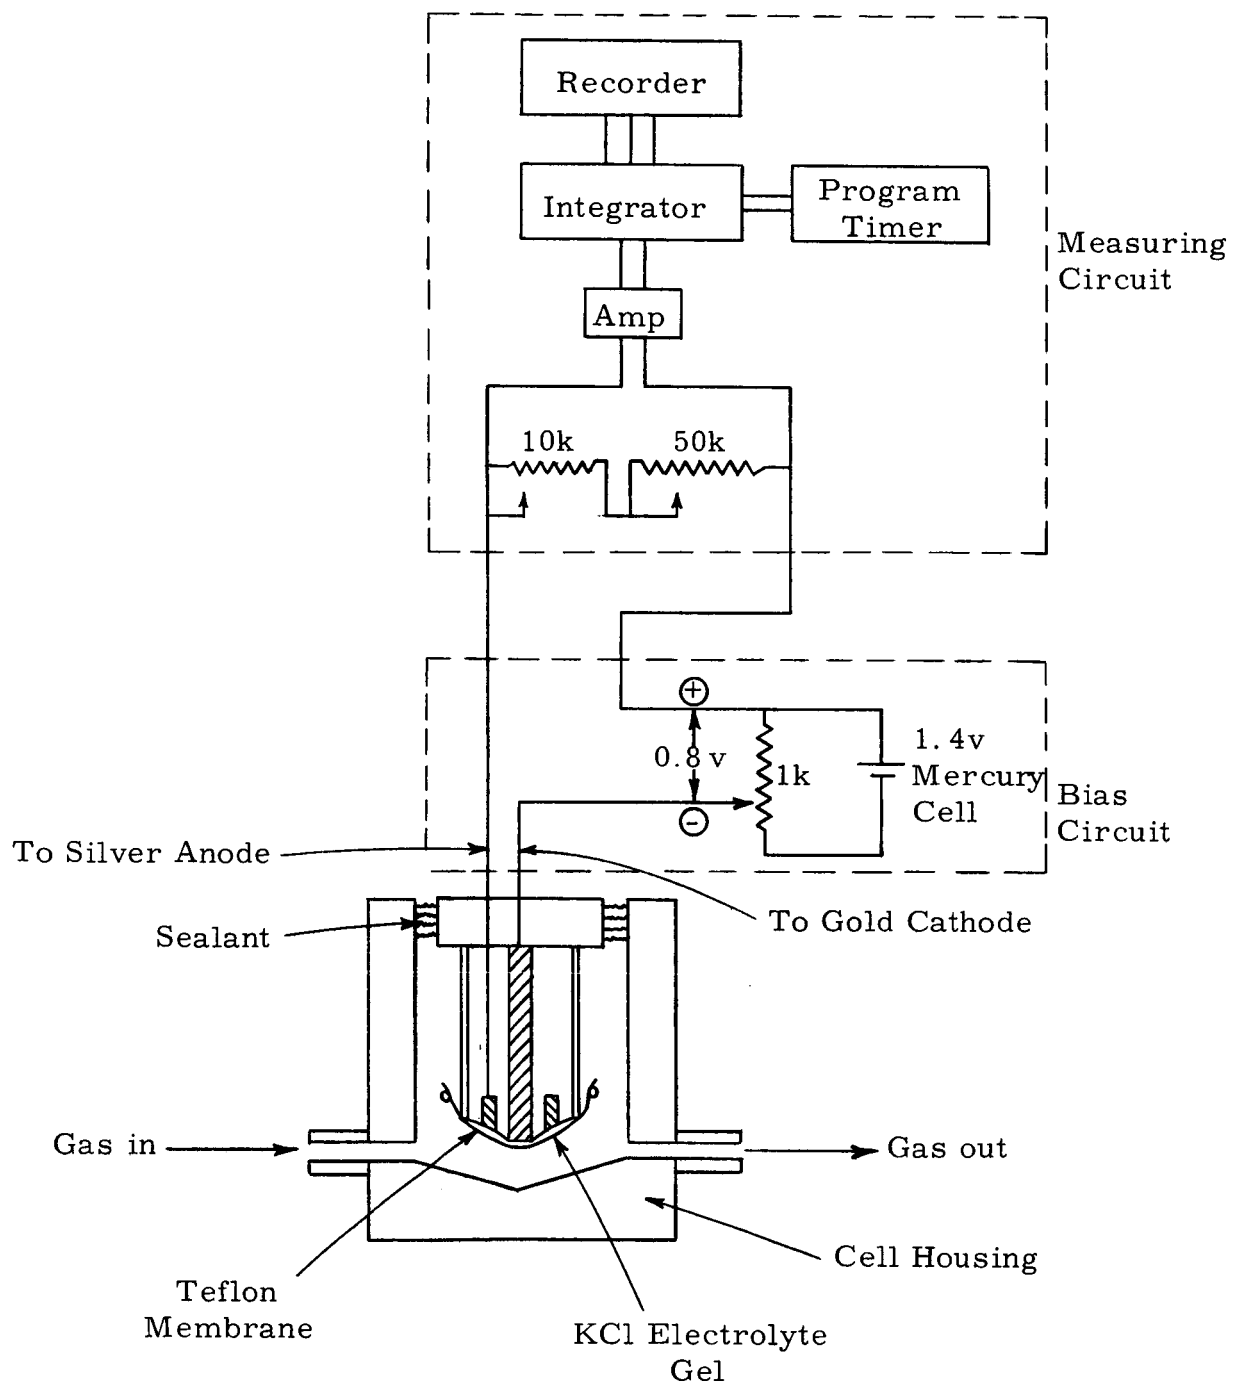 Recorder
Integrator
Program
Timer
Measuring
Circuit
Amp
10k
50k
+
0.8 v
1k
1.4v
Mercury
Cell
-
Bias
Circuit
To Silver Anode
To Gold Cathode
Sealant
Gas in
Gas out
Cell Housing
Teflon
Membrane
KCl Electrolyte
Gel